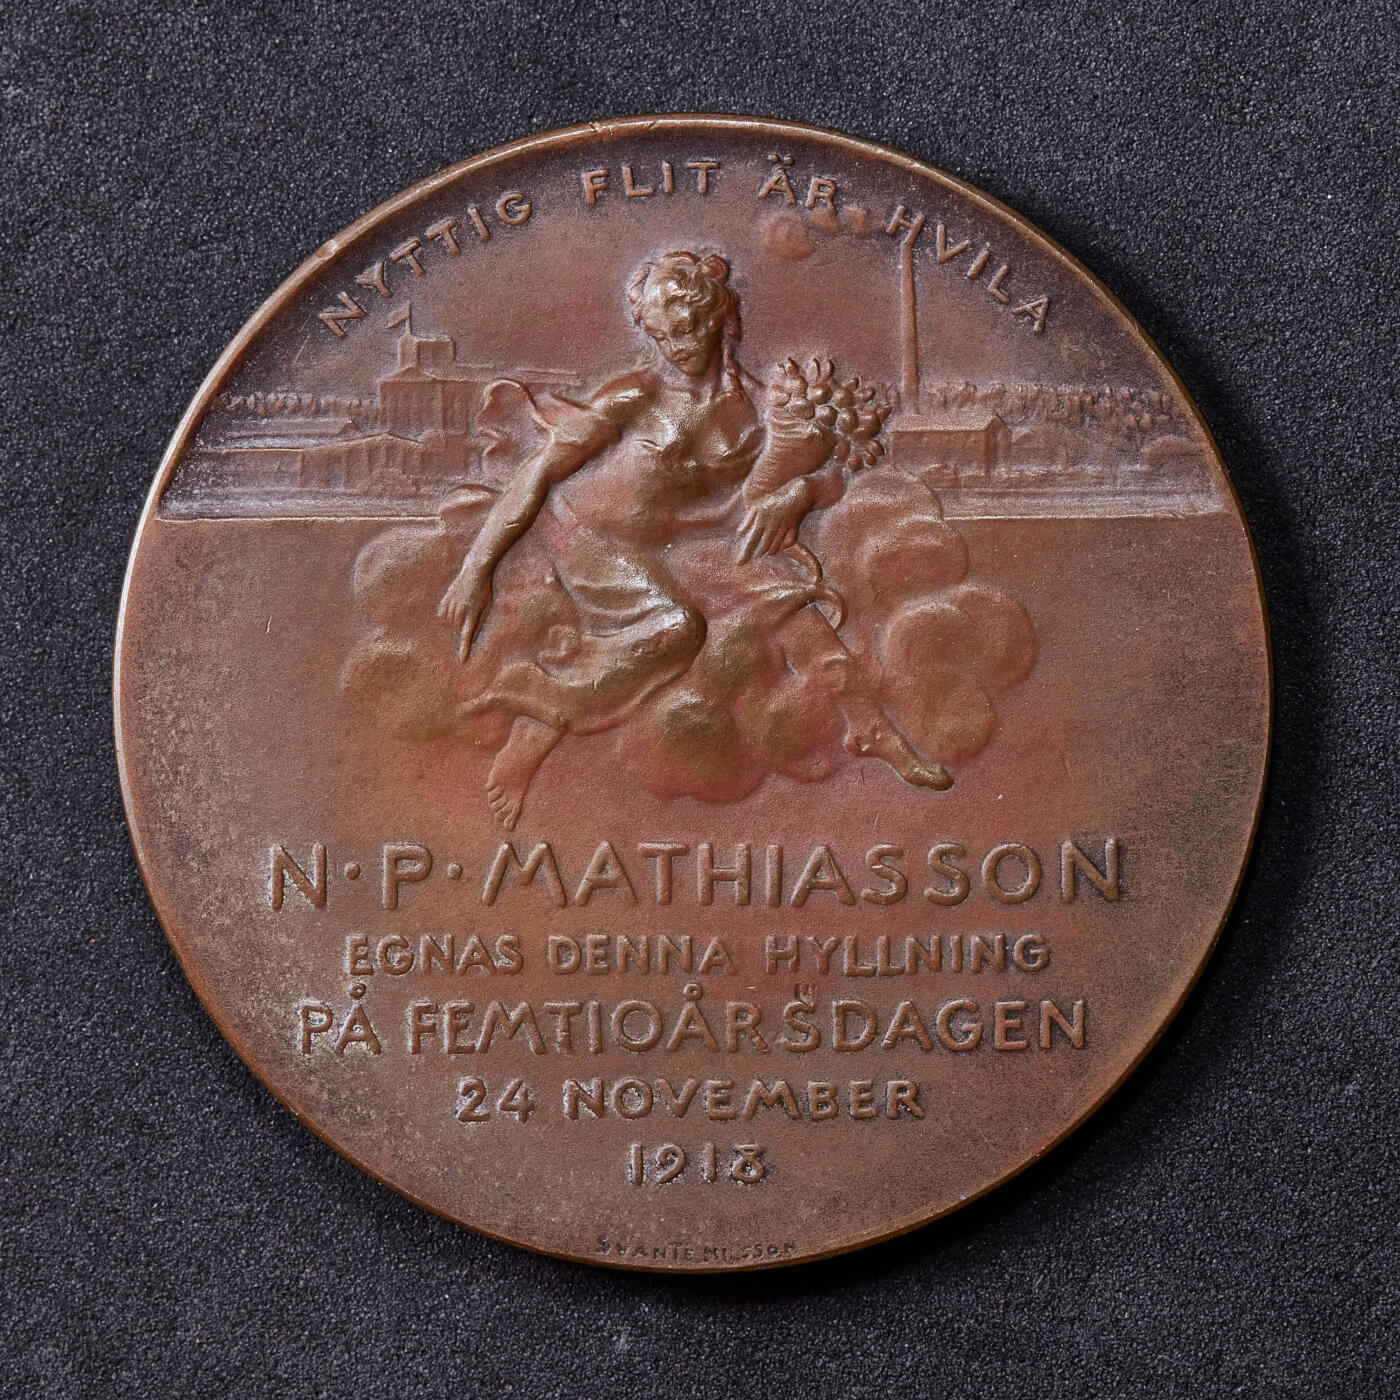 NYTTIG FLIT ÄR HVILA
N·P·MATHIASSON
EGNAS DENNA HYLLNING
PÅ FEMTIOÅRSDAGEN
24 NOVEMBER
1918
SVANTE NILSSON